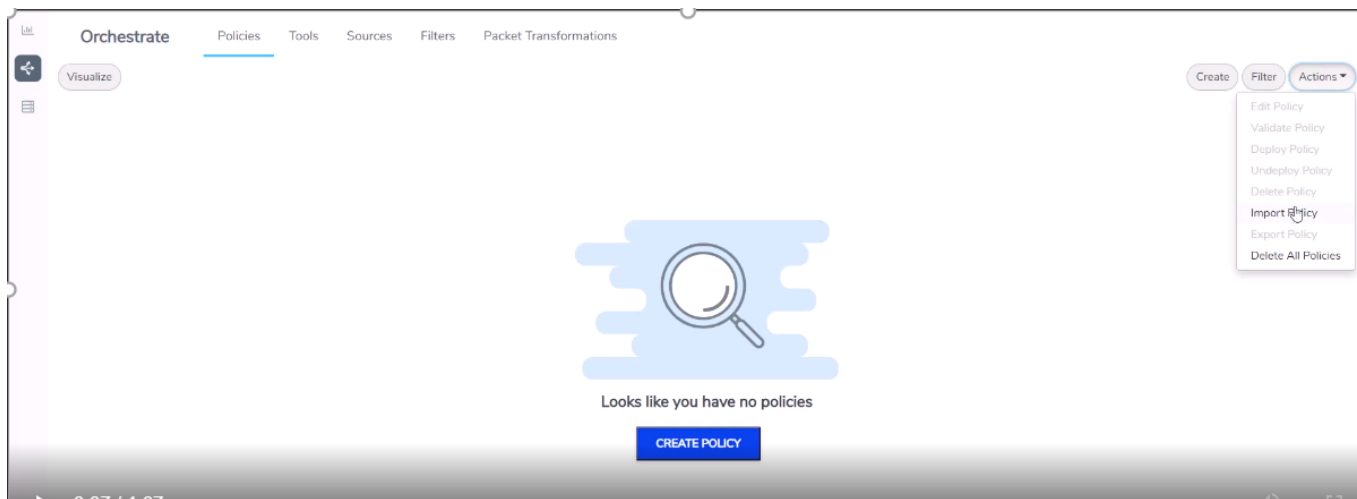 Orchestrate Policies Tools Sources Filters Packet Transformations
Visualize Create Filter Actions
Edit Policy
Validate Policy
Deploy Policy
Undeploy Policy
Delete Policy
Import Policy
Export Policy
Delete All Policies
Looks like you have no policies
CREATE POLICY